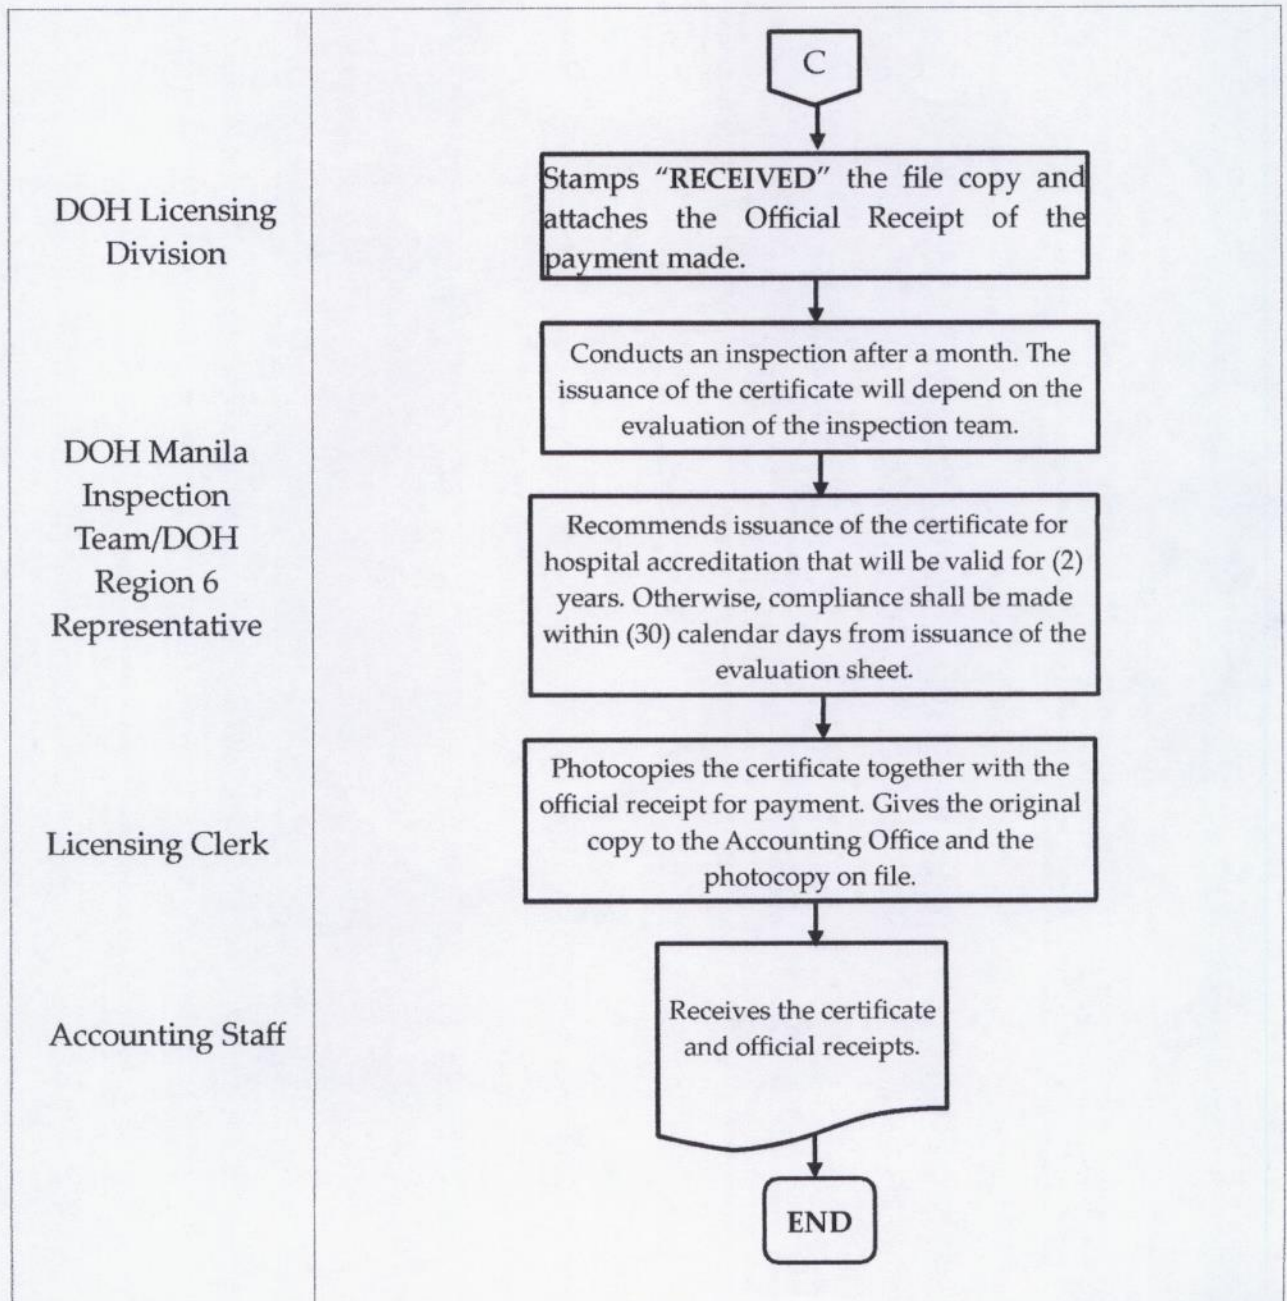 C
DOH Licensing
Division
Stamps “RECEIVED” the file copy and
attaches the Official Receipt of the
payment made.
Conducts an inspection after a month. The
issuance of the certificate will depend on the
evaluation of the inspection team.
DOH Manila
Inspection
Team/DOH
Region 6
Representative
Recommends issuance of the certificate for
hospital accreditation that will be valid for (2)
years. Otherwise, compliance shall be made
within (30) calendar days from issuance of the
evaluation sheet.
Licensing Clerk
Photocopies the certificate together with the
official receipt for payment. Gives the original
copy to the Accounting Office and the
photocopy on file.
Accounting Staff
Receives the certificate
and official receipts.
END